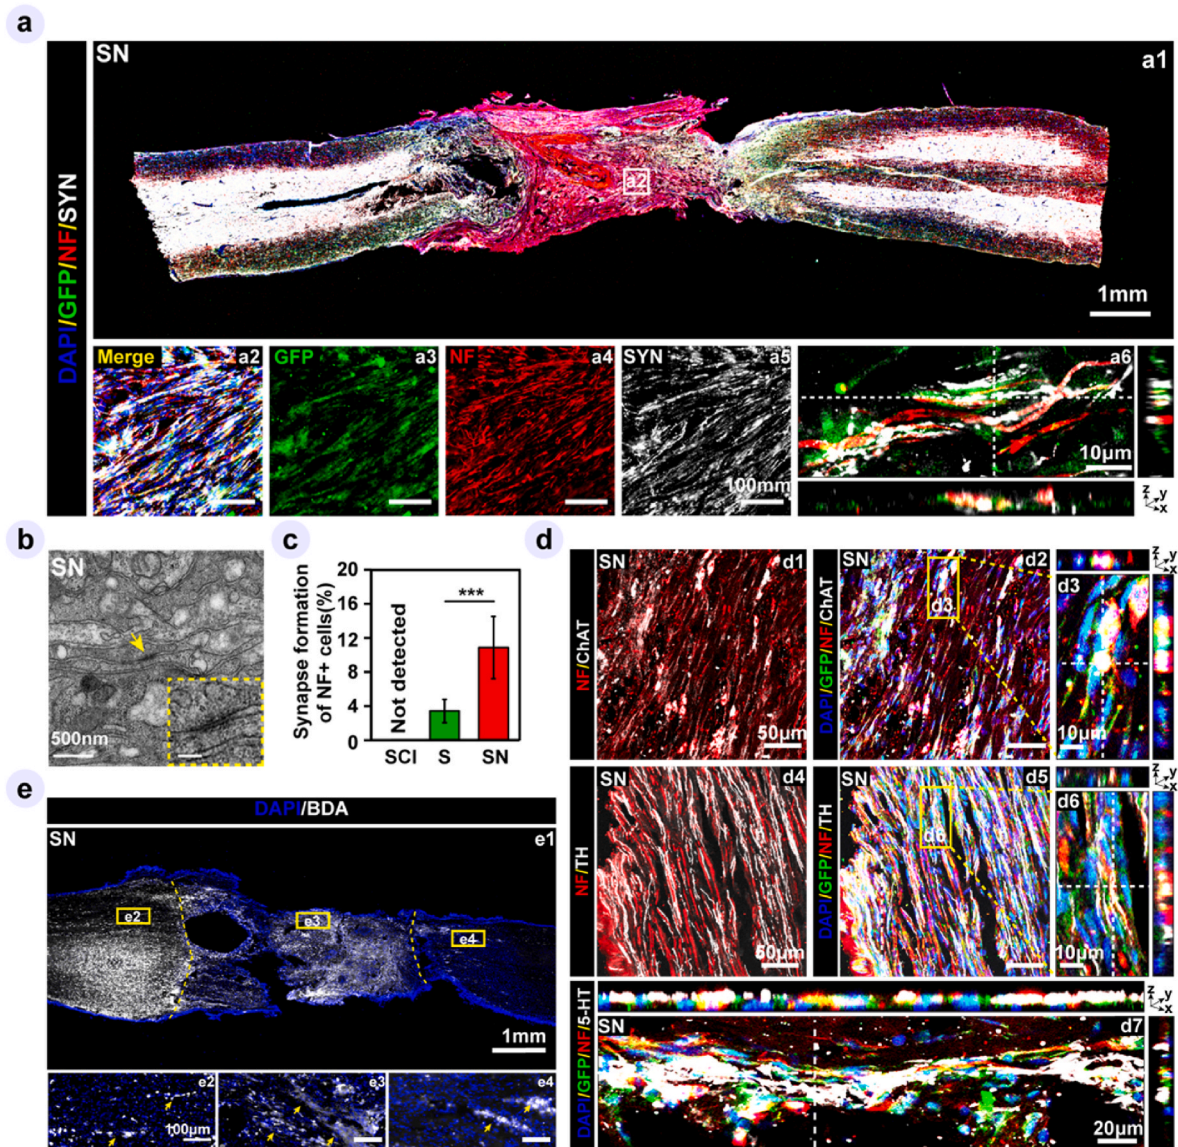 a
SN
a1
DAPI/GFP/NF/SYN
a2
1mm
Merge
a2
GFP
a3
NF
a4
SYN
a5
100mm
a6
10μm
z
y
x
b
SN
500nm
c
Synapse formation
of NF+ cells(%)
20
16
12
8
4
0
Not detected
***
SCI
S
SN
d
NF/ChAT
SN
d1
50μm
DAPI/GFP/NF/ChAT
SN
d2
d3
z
y
x
d3
10μm
NF/TH
SN
d4
50μm
DAPI/GFP/NF/TH
SN
d5
d6
z
y
x
d6
10μm
DAPI/GFP/NF/5-HT
z
y
x
SN
d7
20μm
e
DAPI/BDA
SN
e1
e2
e3
e4
1mm
e2
100μm
e3
e4